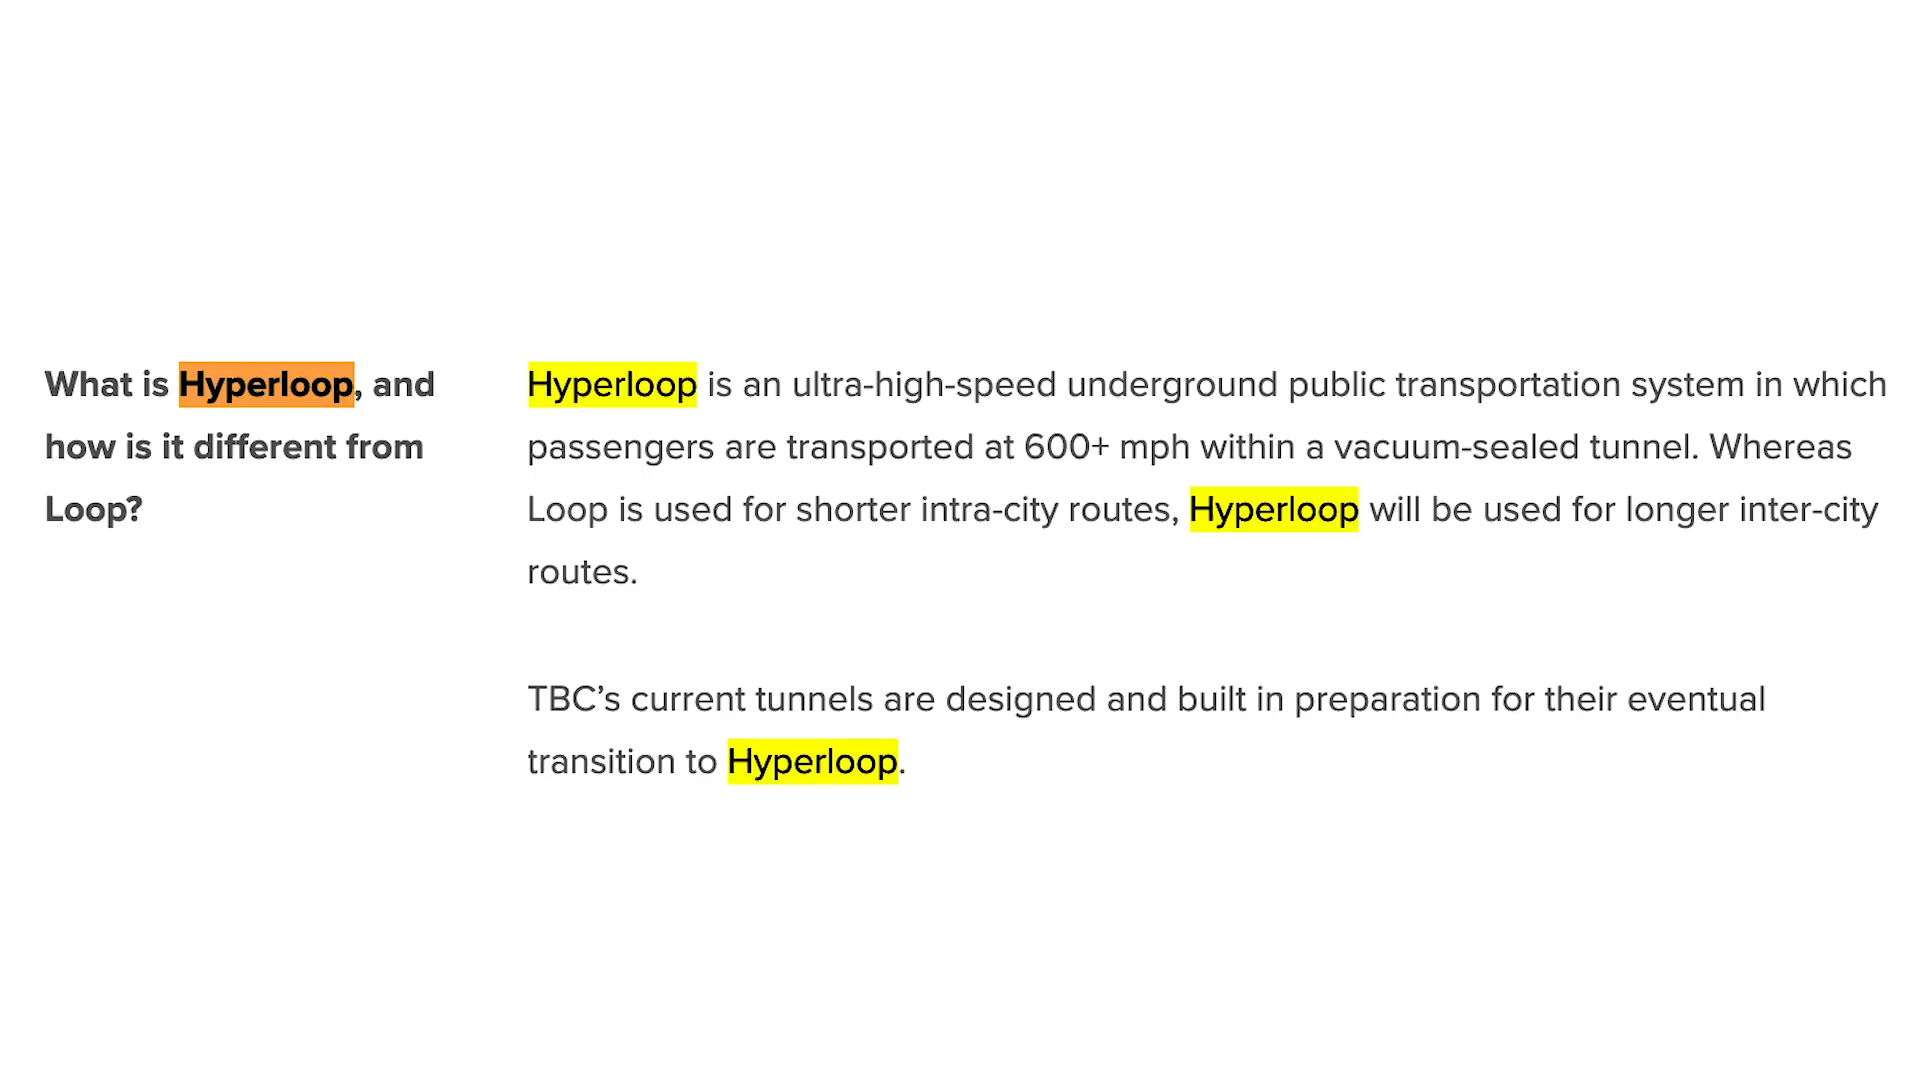 What is Hyperloop, and
how is it different from
Loop?
Hyperloop is an ultra-high-speed underground public transportation system in which
passengers are transported at 600+ mph within a vacuum-sealed tunnel. Whereas
Loop is used for shorter intra-city routes, Hyperloop will be used for longer inter-city
routes.
TBC’s current tunnels are designed and built in preparation for their eventual
transition to Hyperloop.